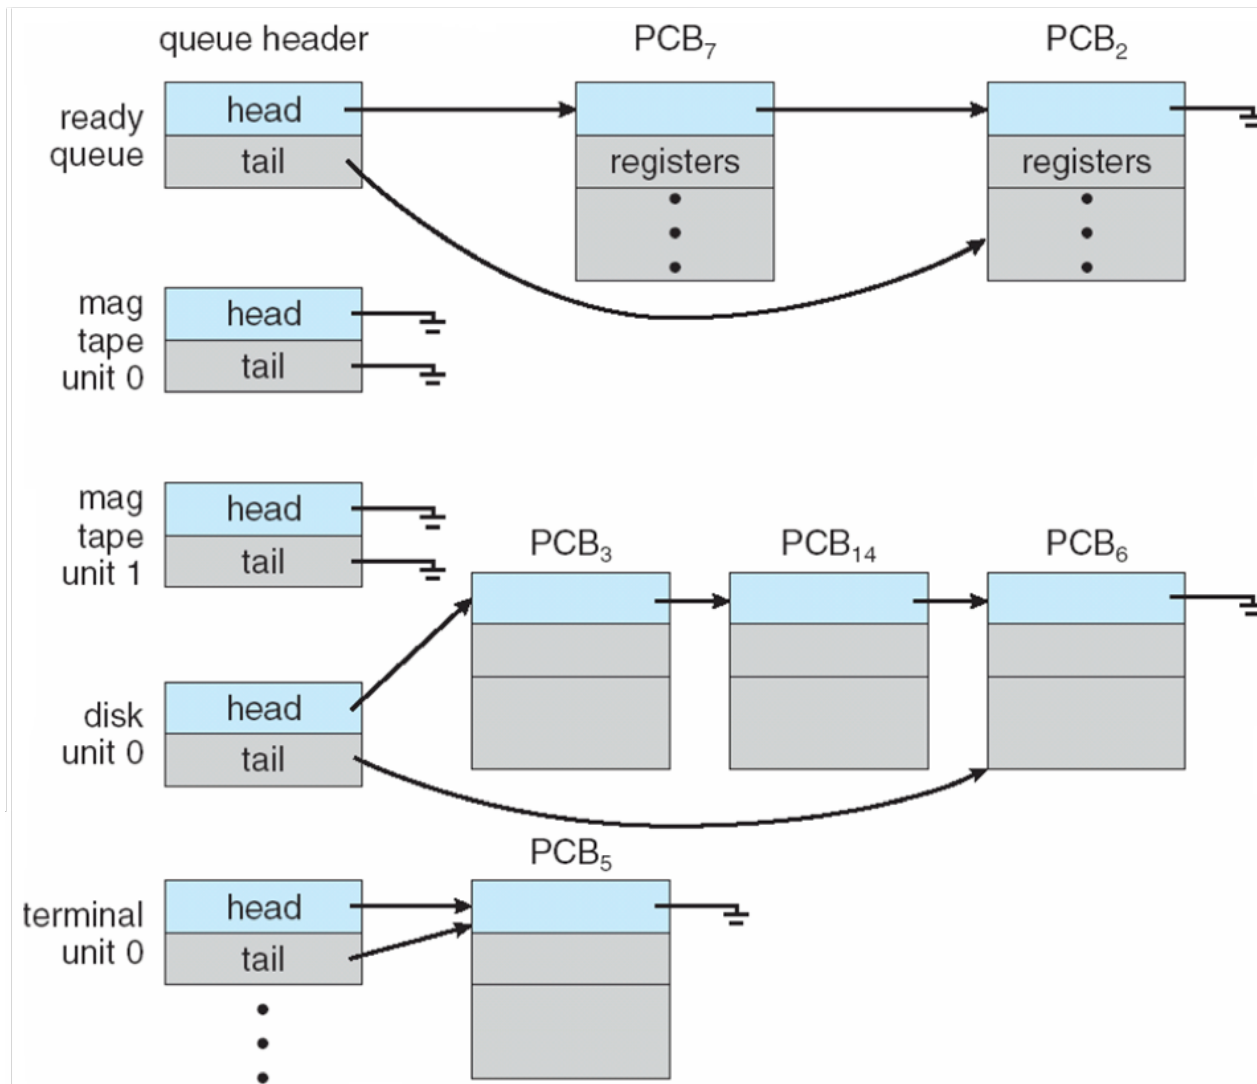 queue header PCB₇ PCB₂
ready
queue
head
tail
registers
registers
mag
tape
unit 0
head
tail
mag
tape
unit 1
head
tail
PCB₃ PCB₁₄ PCB₆
disk
unit 0
head
tail
PCB₅
terminal
unit 0
head
tail